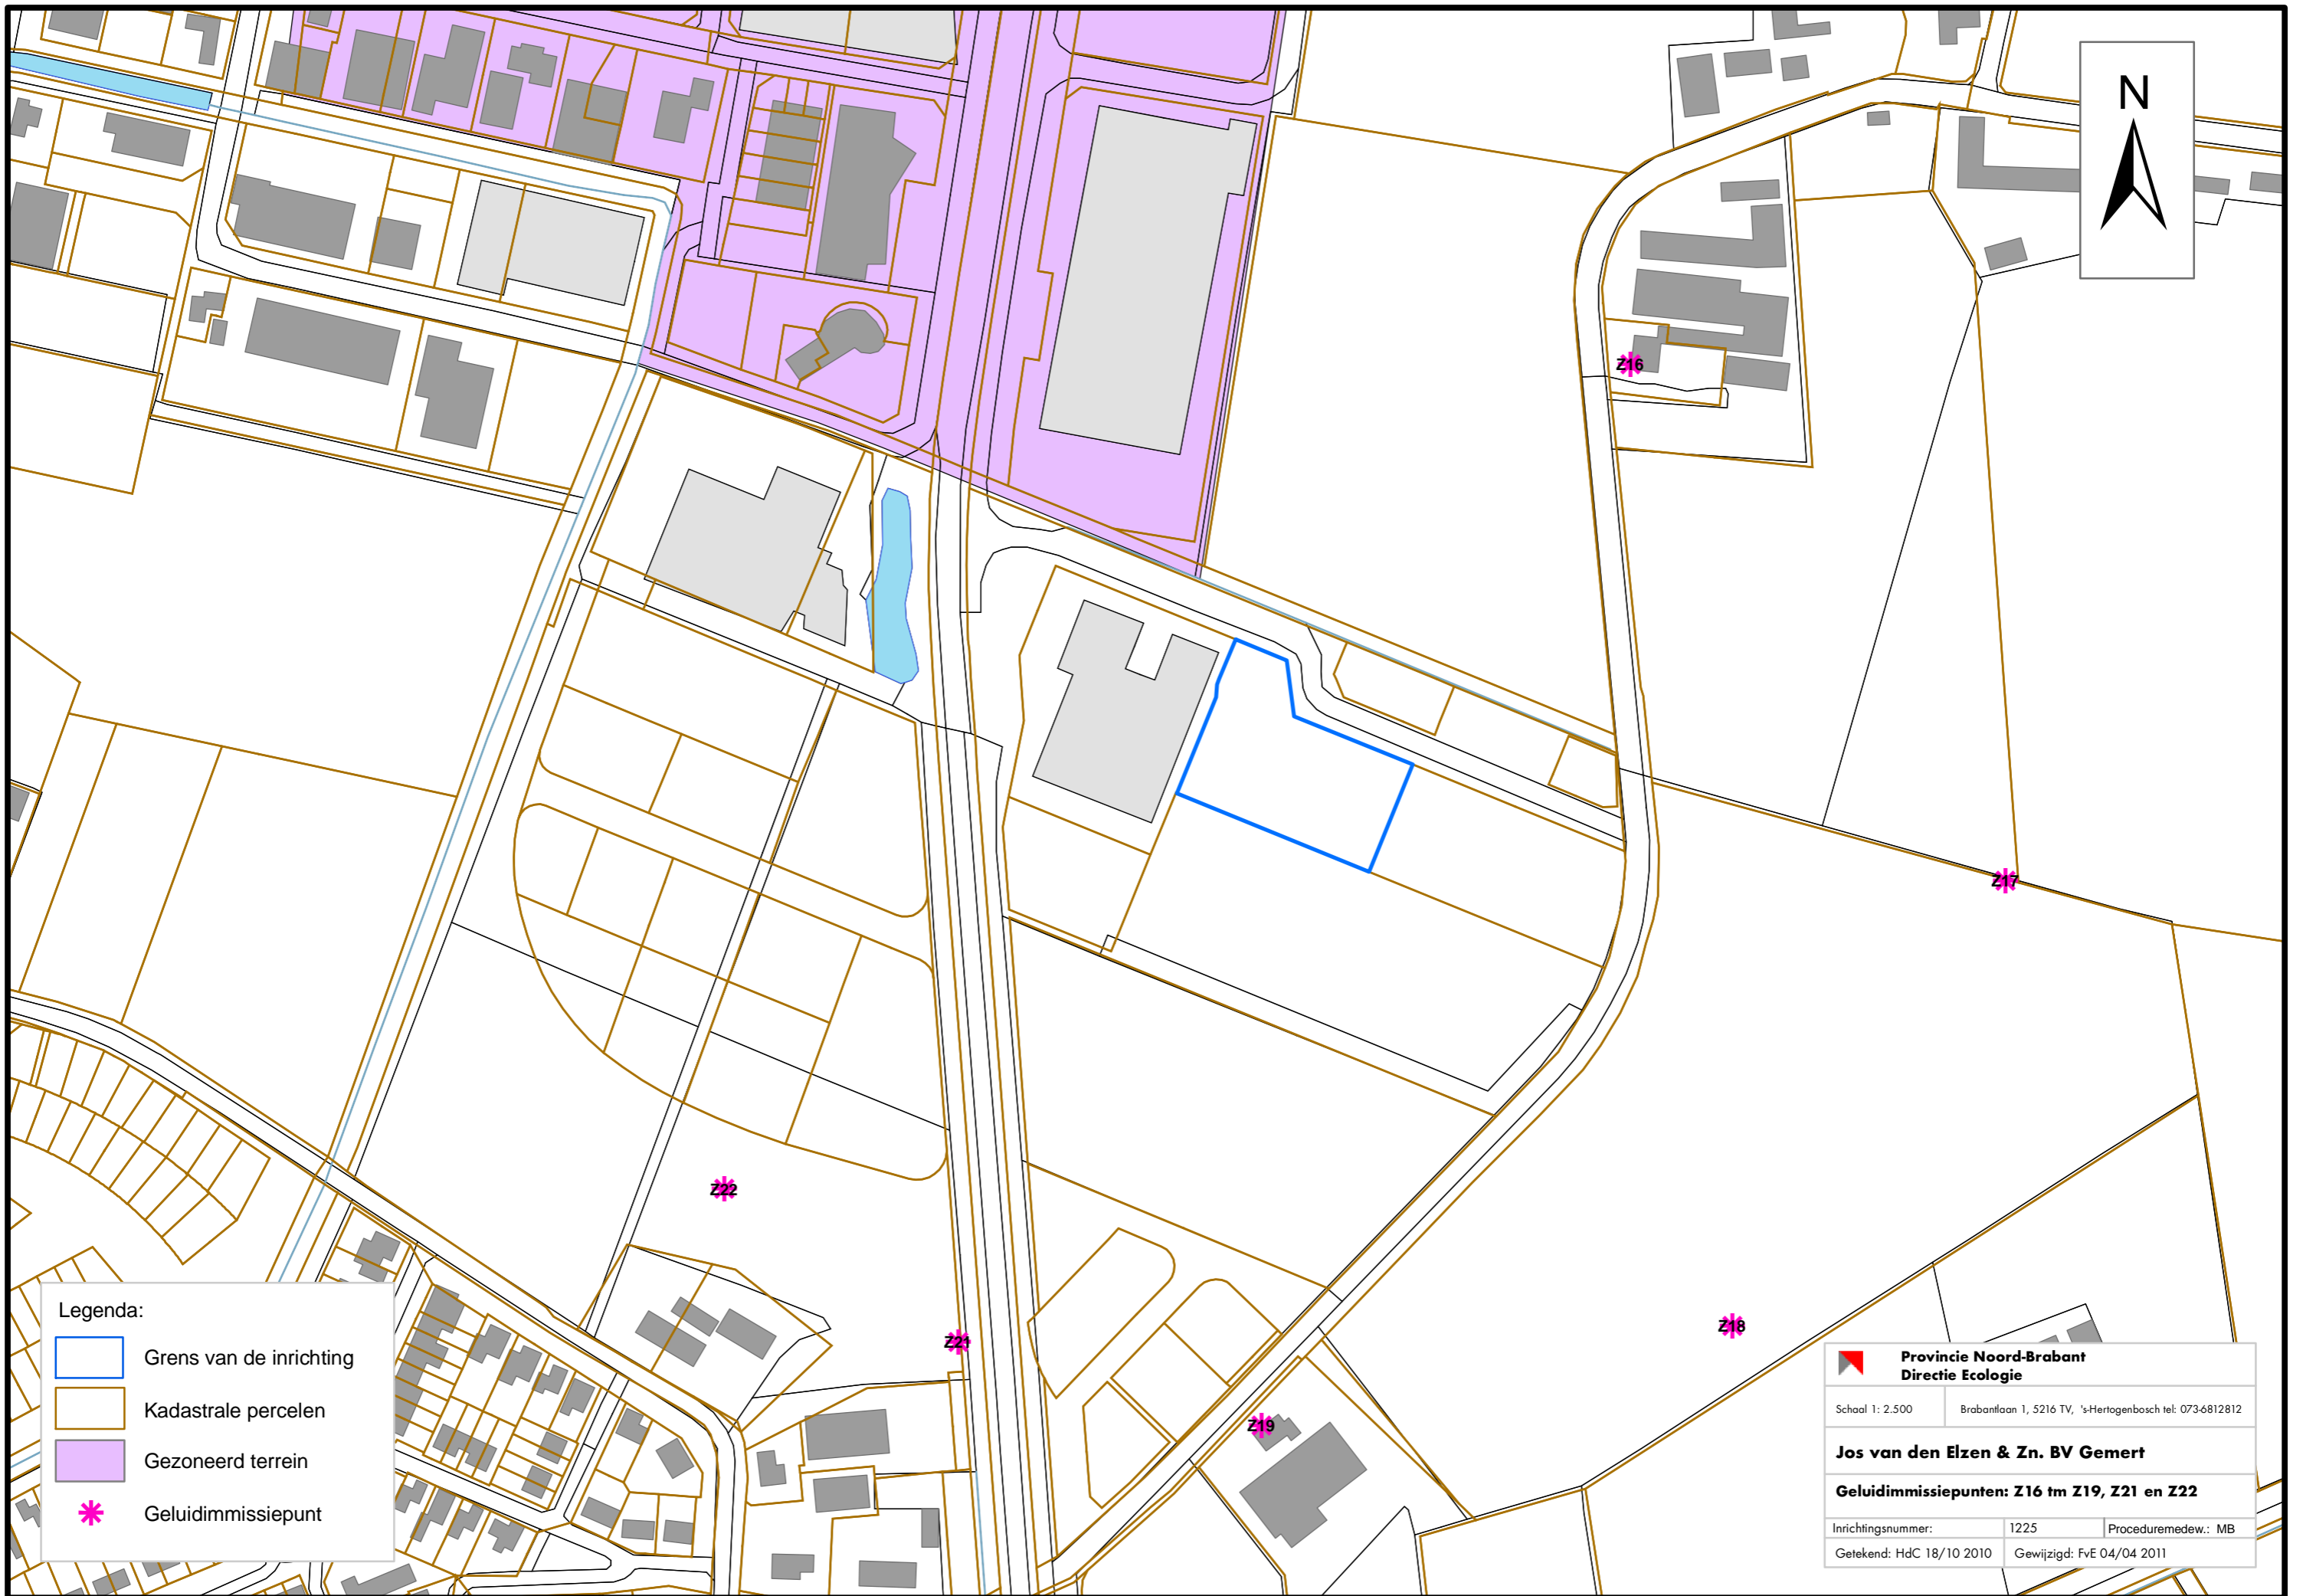 N
Z16
Z17
Z22
Z18
Z21
Z19
Legenda:
Grens van de inrichting
Kadastrale percelen
Gezoneerd terrein
Geluidimmissiepunt
Provincie Noord-Brabant
Directie Ecologie
Schaal 1: 2.500 Brabantlaan 1, 5216 TV, 's-Hertogenbosch tel: 073-6812812
Jos van den Elzen & Zn. BV Gemert
Geluidimmissiepunten: Z16 tm Z19, Z21 en Z22
Inrichtingsnummer: 1225 Proceduremedew.: MB
Getekend: HdC 18/10 2010 Gewijzigd: FvE 04/04 2011